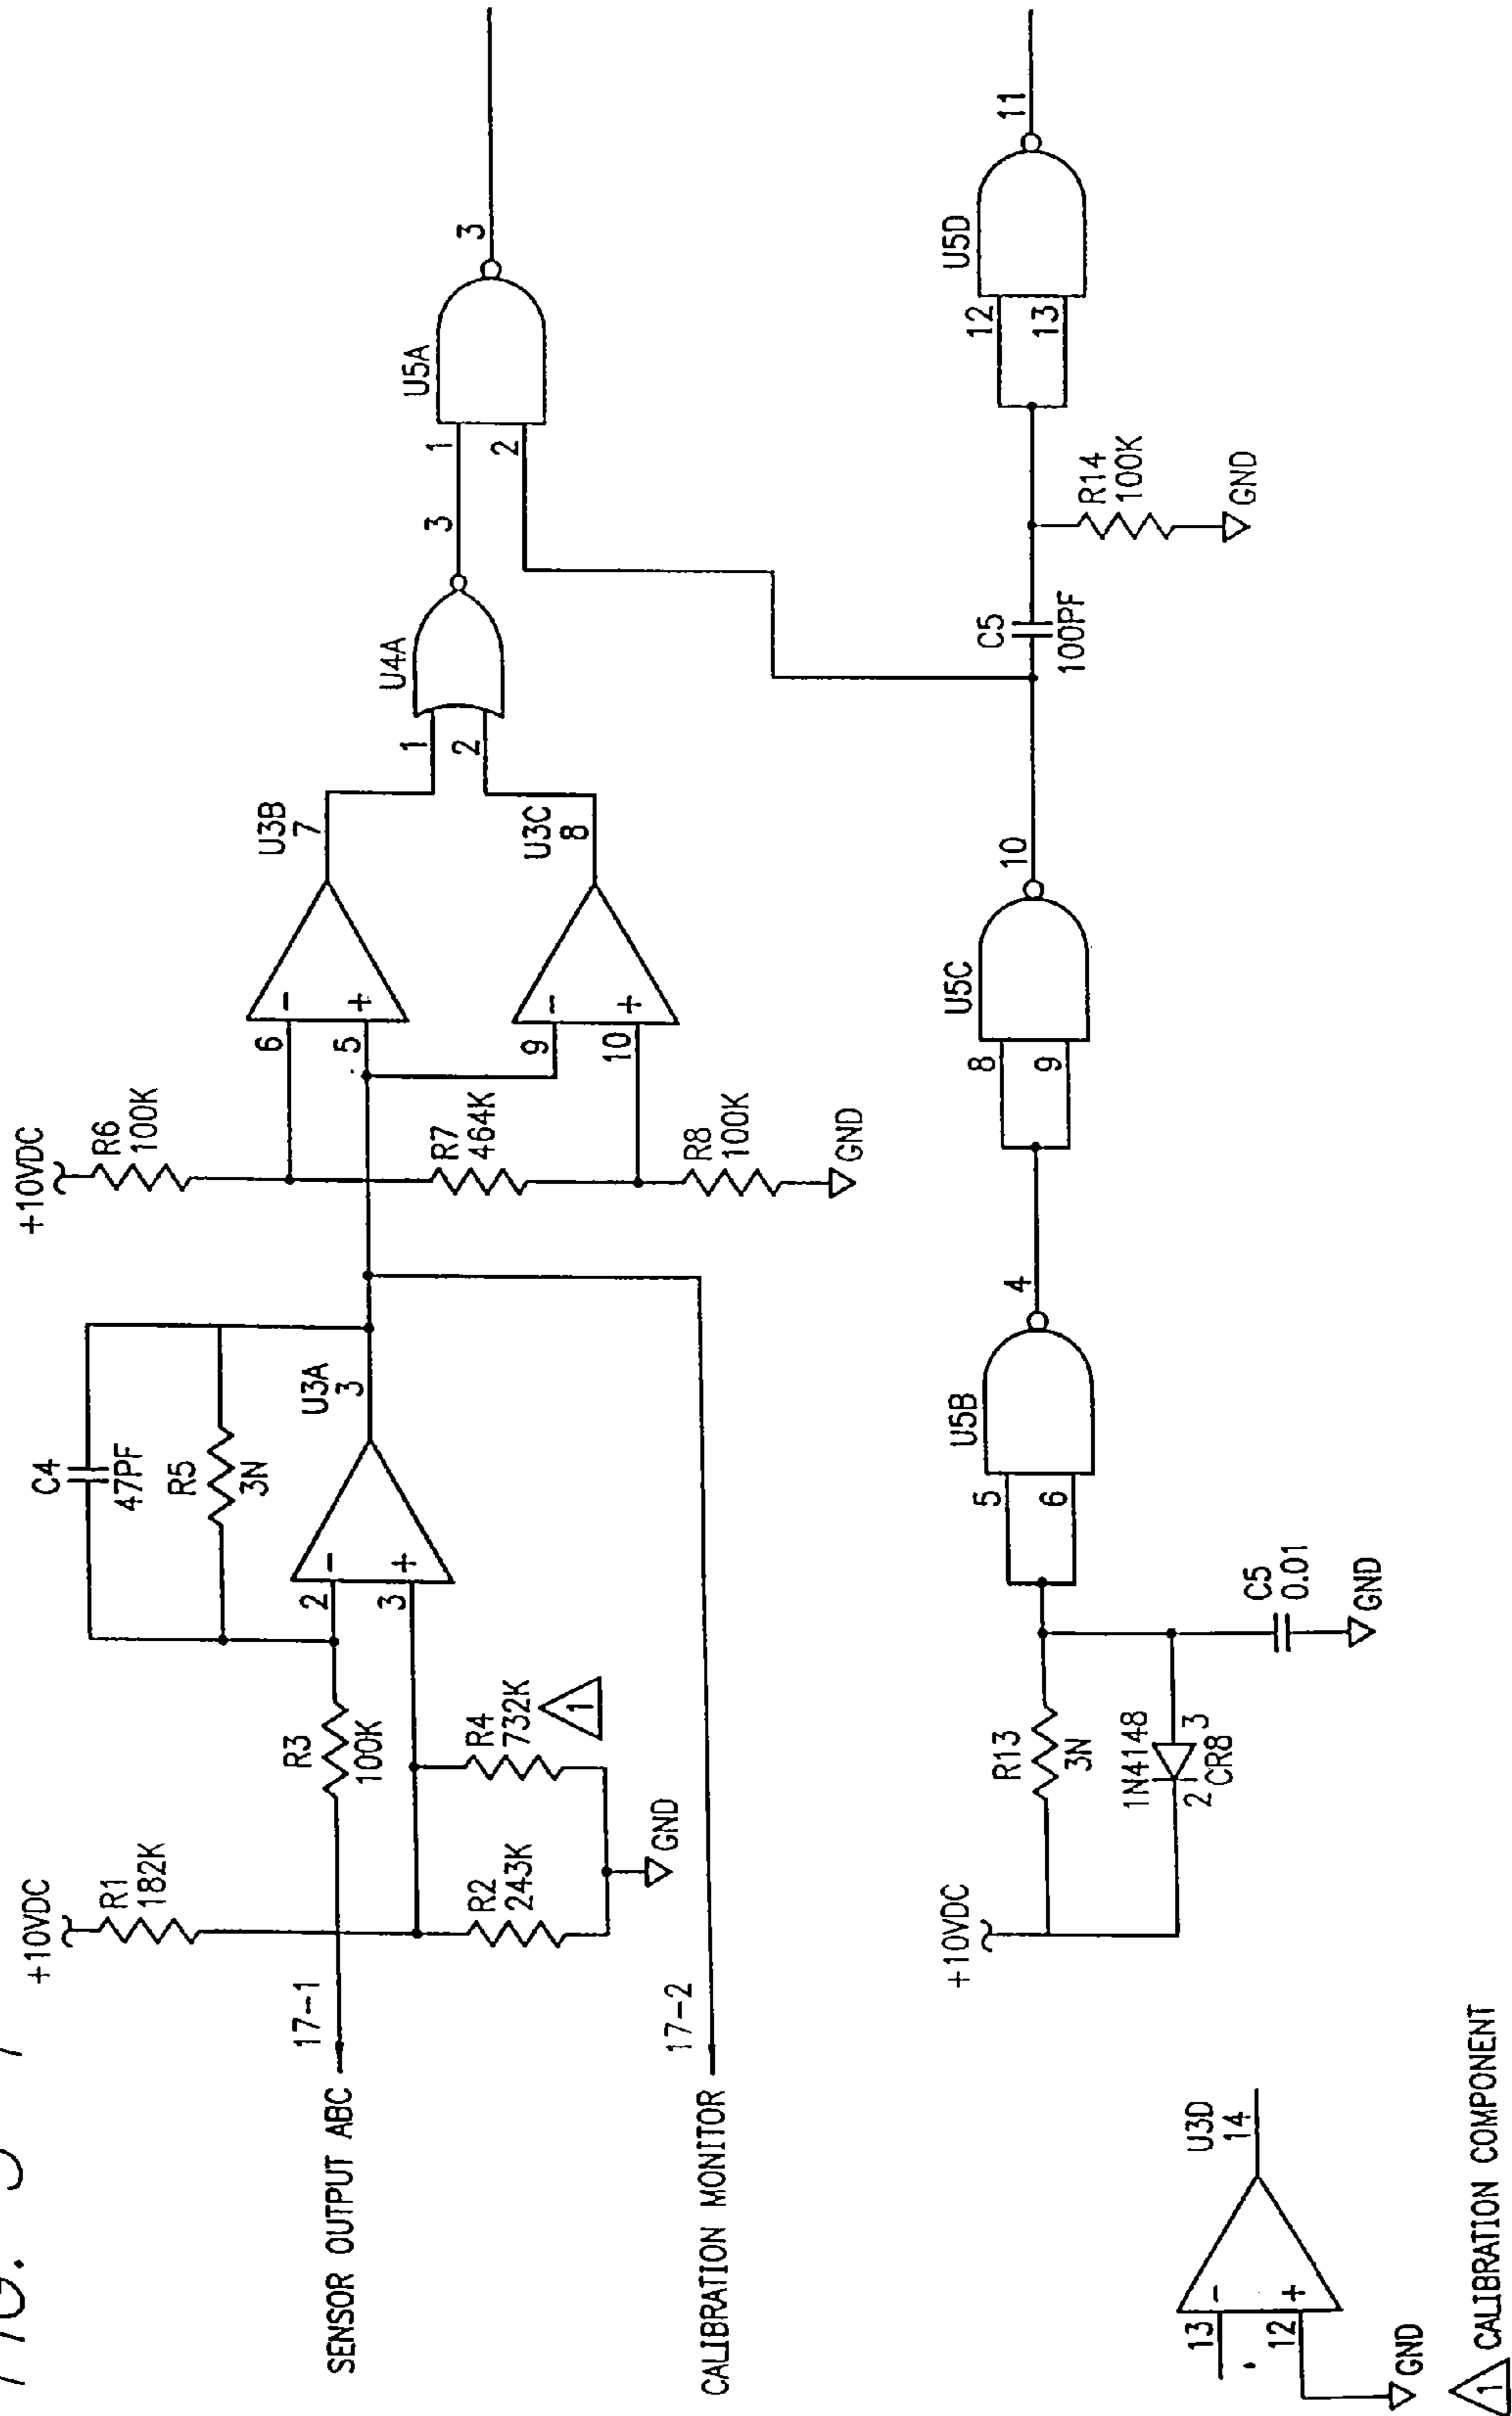 +10VDC
R1
182K
17-1
SENSOR OUTPUT ABC
R3
100K
R2
243K
R4
732K
1
GND
C4
47PF
R5
3N
2
3
-
+
U3A
3
17-2
CALIBRATION MONITOR
+10VDC
R6
100K
R7
464K
R8
100K
GND
6
5
-
+
U3B
7
9
10
-
+
U3C
8
1
2
U4A
3
1
2
U5A
3
+10VDC
R13
3N
1N4148
2
3
CR8
C5
0.01
GND
5
6
U5B
4
8
9
U5C
10
C5
100PF
R14
100K
GND
12
13
U5D
11
13
12
-
+
U3D
14
GND
1 CALIBRATION COMPONENT